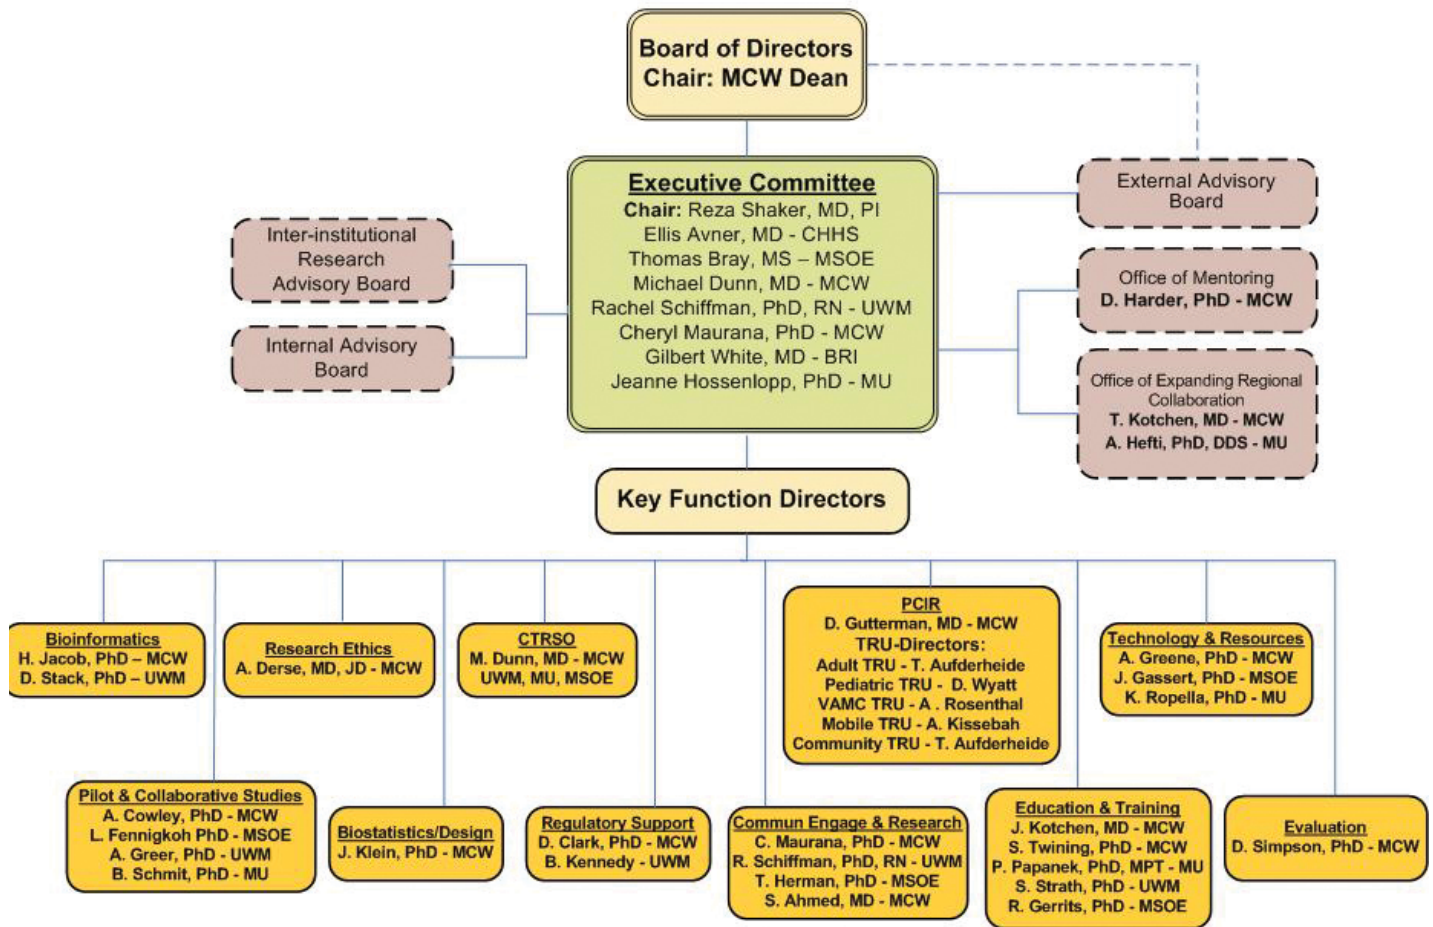 Board of Directors
Chair: MCW Dean
Executive Committee
Chair: Reza Shaker, MD, PI
Ellis Avner, MD - CHHS
Thomas Bray, MS – MSOE
Michael Dunn, MD - MCW
Rachel Schiffman, PhD, RN - UWM
Cheryl Maurana, PhD - MCW
Gilbert White, MD - BRI
Jeanne Hossenlopp, PhD - MU
Inter-institutional
Research
Advisory Board
Internal Advisory
Board
External Advisory
Board
Office of Mentoring
D. Harder, PhD - MCW
Office of Expanding Regional
Collaboration
T. Kotchen, MD - MCW
A. Hefti, PhD, DDS - MU
Key Function Directors
Bioinformatics
H. Jacob, PhD – MCW
D. Stack, PhD – UWM
Research Ethics
A. Derse, MD, JD - MCW
CTRSO
M. Dunn, MD - MCW
UWM, MU, MSOE
PCIR
D. Gutterman, MD - MCW
TRU-Directors:
Adult TRU - T. Aufderheide
Pediatric TRU - D. Wyatt
VAMC TRU - A . Rosenthal
Mobile TRU - A. Kissebah
Community TRU - T. Aufderheide
Technology & Resources
A. Greene, PhD - MCW
J. Gassert, PhD - MSOE
K. Ropella, PhD - MU
Pilot & Collaborative Studies
A. Cowley, PhD - MCW
L. Fennigkoh PhD - MSOE
A. Greer, PhD - UWM
B. Schmit, PhD - MU
Biostatistics/Design
J. Klein, PhD - MCW
Regulatory Support
D. Clark, PhD - MCW
B. Kennedy - UWM
Commun Engage & Research
C. Maurana, PhD - MCW
R. Schiffman, PhD, RN - UWM
T. Herman, PhD - MSOE
S. Ahmed, MD - MCW
Education & Training
J. Kotchen, MD - MCW
S. Twining, PhD - MCW
P. Papanek, PhD, MPT - MU
S. Strath, PhD - UWM
R. Gerrits, PhD - MSOE
Evaluation
D. Simpson, PhD - MCW